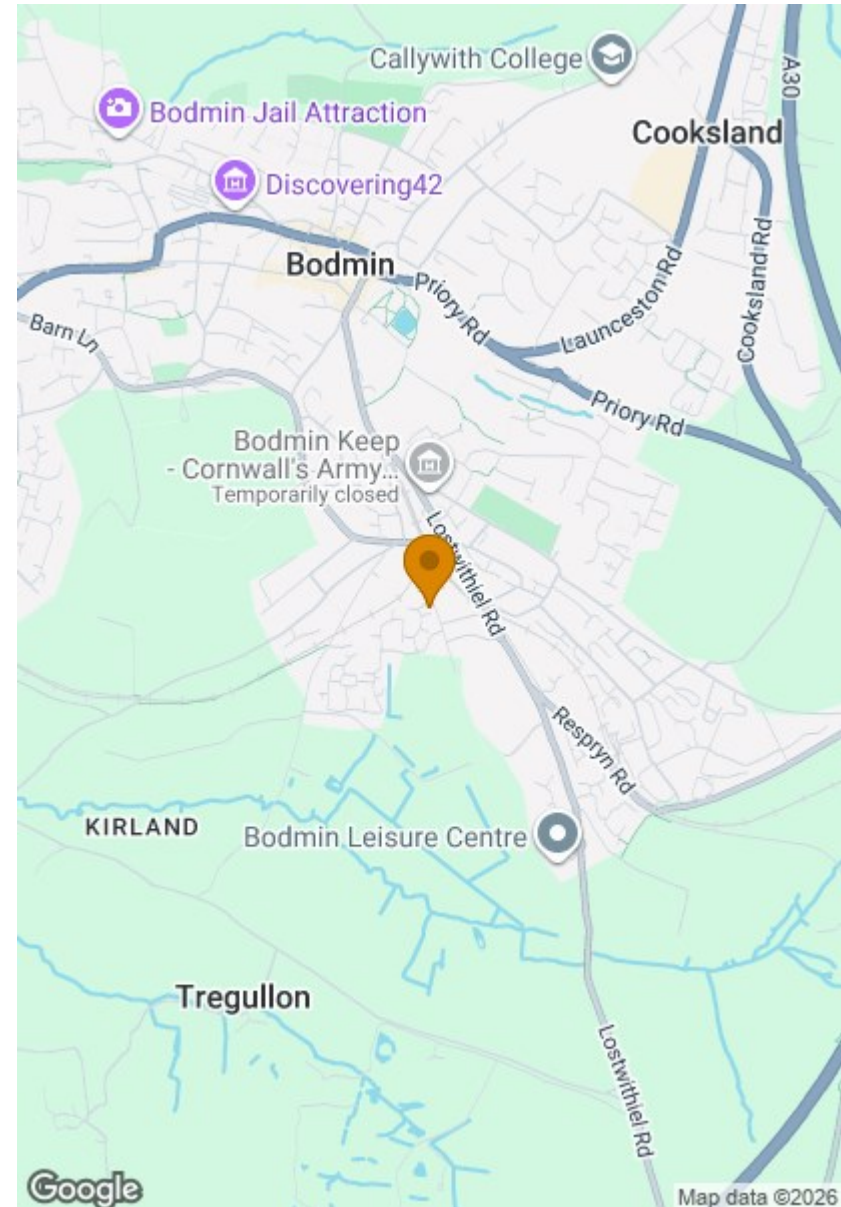 Callywith College
A30
Bodmin Jail Attraction
Cooksland
Discovering42
Bodmin
Priory Rd
Launceston Rd
Cooksland Rd
Barn Ln
Priory Rd
Bodmin Keep
- Cornwall's Army...
Temporarily closed
Lostwithiel Rd
Respryn Rd
KIRLAND
Bodmin Leisure Centre
Tregullon
Lostwithiel Rd
Google
Map data ©2026